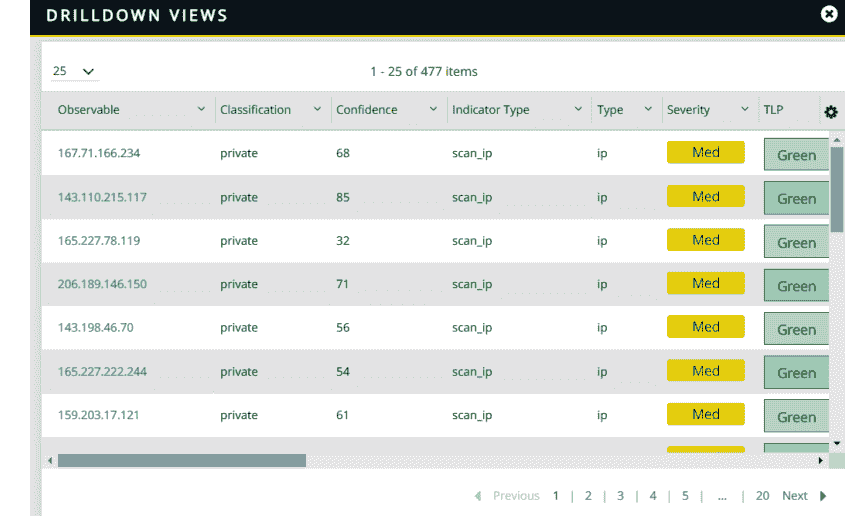 DRILLDOWN VIEWS
25 1 - 25 of 477 items
Observable Classification Confidence Indicator Type Type Severity TLP
167.71.166.234 private 68 scan_ip ip Med Green
143.110.215.117 private 85 scan_ip ip Med Green
165.227.78.119 private 32 scan_ip ip Med Green
206.189.146.150 private 71 scan_ip ip Med Green
143.198.46.70 private 56 scan_ip ip Med Green
165.227.222.244 private 54 scan_ip ip Med Green
159.203.17.121 private 61 scan_ip ip Med Green
Previous 1 | 2 | 3 | 4 | 5 | ... | 20 Next